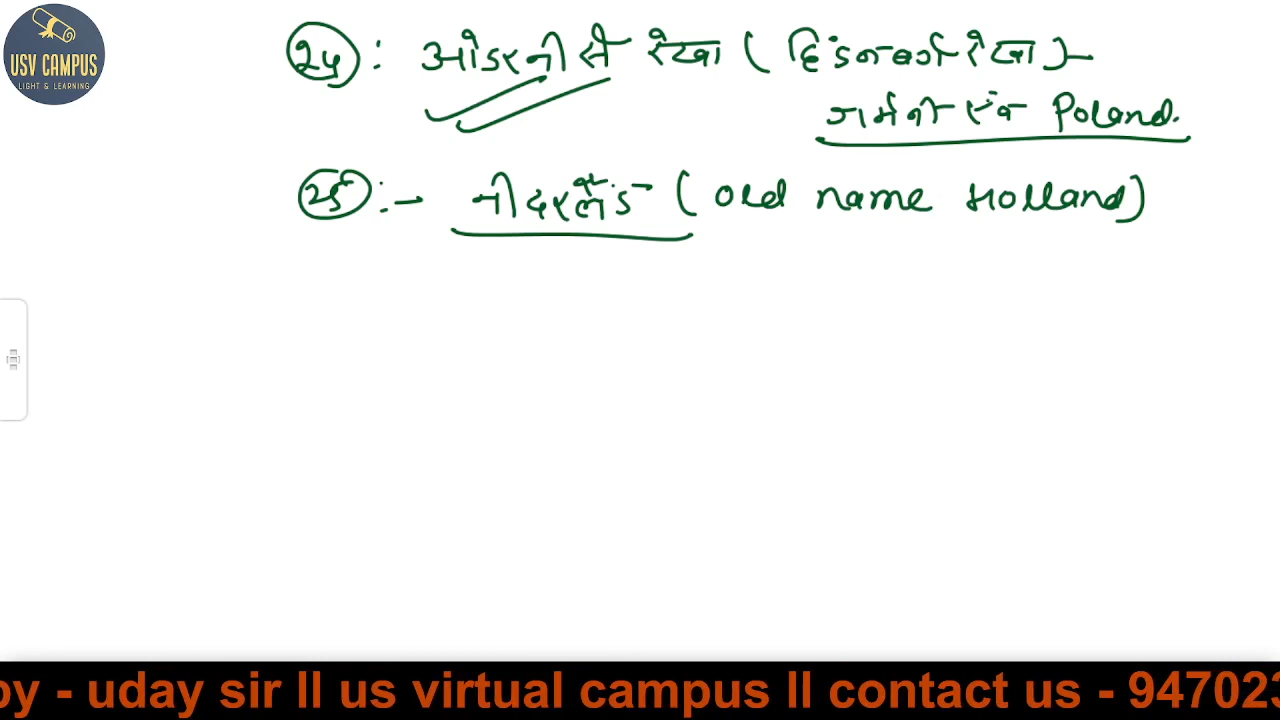 USV CAMPUS
LIGHT & LEARNING
24 : ओडरनीसे रेखा ( हिंडनबर्ग रेखा ) -
जर्मनी एवं Poland.
25 :- नीदरलैंड - ( old name Holland )
by - uday sir ll us virtual campus ll contact us - 947023